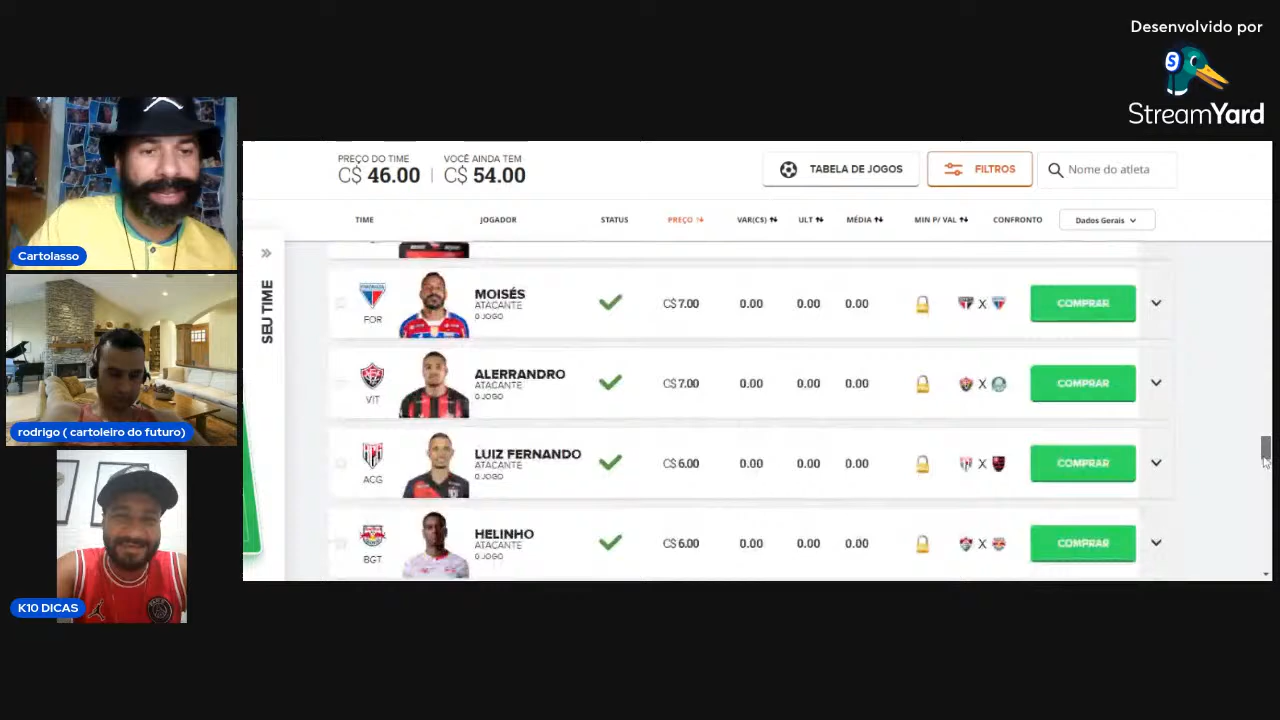 Desenvolvido por
StreamYard
Cartolasso
rodrigo ( cartoleiro do futuro)
K10 DICAS
PREÇO DO TIME
C$ 46.00
VOCÊ AINDA TEM
C$ 54.00
TABELA DE JOGOS
FILTROS
Nome do atleta
TIME JOGADOR STATUS PREÇO VAR(C$) ULT MÉDIA MIN P/ VAL CONFRONTO Dados Gerais
SEU TIME
FOR MOISÉS ATACANTE 0 JOGO C$ 7.00 0.00 0.00 0.00 X COMPRAR
VIT ALERRANDRO ATACANTE 0 JOGO C$ 7.00 0.00 0.00 0.00 X COMPRAR
ACG LUIZ FERNANDO ATACANTE 0 JOGO C$ 6.00 0.00 0.00 0.00 X COMPRAR
BGT HELINHO ATACANTE 0 JOGO C$ 6.00 0.00 0.00 0.00 X COMPRAR